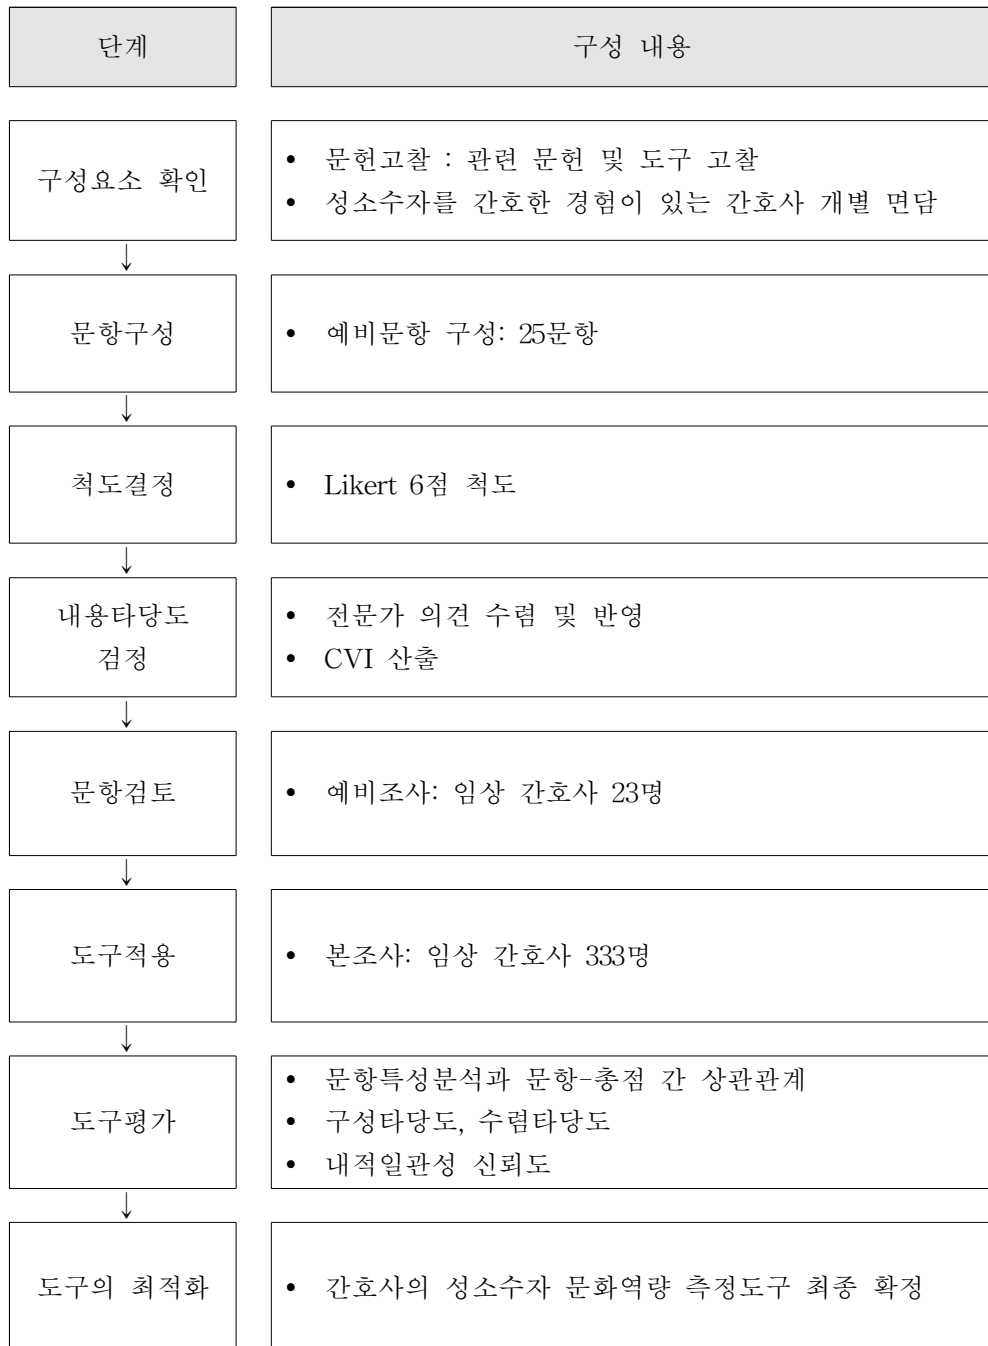 단계
구성 내용
구성요소 확인
• 문헌고찰 : 관련 문헌 및 도구 고찰
• 성소수자를 간호한 경험이 있는 간호사 개별 면담
↓
문항구성
• 예비문항 구성: 25문항
↓
척도결정
• Likert 6점 척도
↓
내용타당도
검정
• 전문가 의견 수렴 및 반영
• CVI 산출
↓
문항검토
• 예비조사: 임상 간호사 23명
↓
도구적용
• 본조사: 임상 간호사 333명
↓
도구평가
• 문항특성분석과 문항-총점 간 상관관계
• 구성타당도, 수렴타당도
• 내적일관성 신뢰도
↓
도구의 최적화
• 간호사의 성소수자 문화역량 측정도구 최종 확정